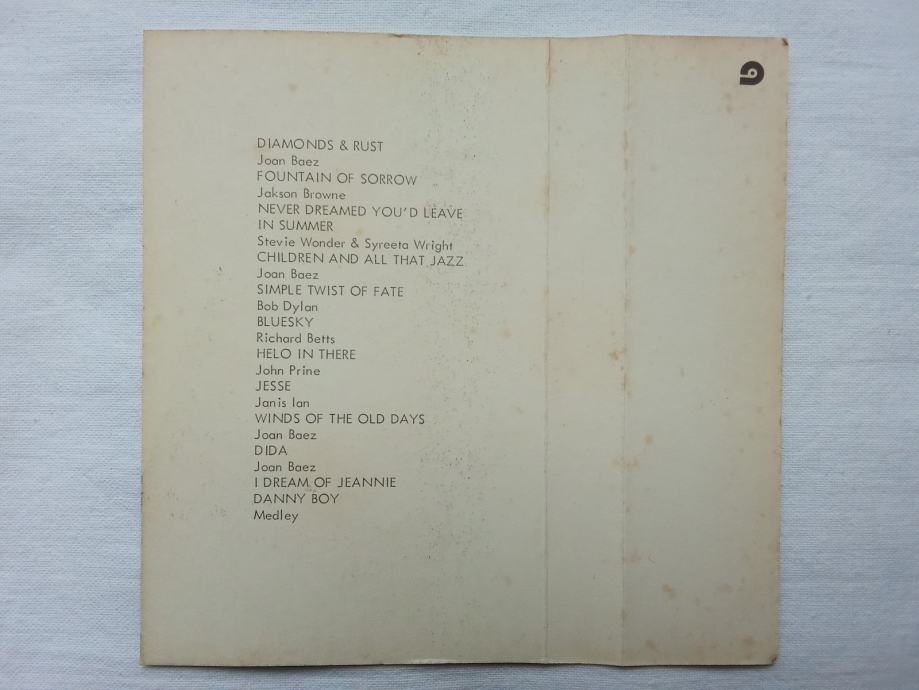 DIAMONDS & RUST
Joan Baez
FOUNTAIN OF SORROW
Jakson Browne
NEVER DREAMED YOU'D LEAVE
IN SUMMER
Stevie Wonder & Syreeta Wright
CHILDREN AND ALL THAT JAZZ
Joan Baez
SIMPLE TWIST OF FATE
Bob Dylan
BLUESKY
Richard Betts
HELO IN THERE
John Prine
JESSE
Janis Ian
WINDS OF THE OLD DAYS
Joan Baez
DIDA
Joan Baez
I DREAM OF JEANNIE
DANNY BOY
Medley